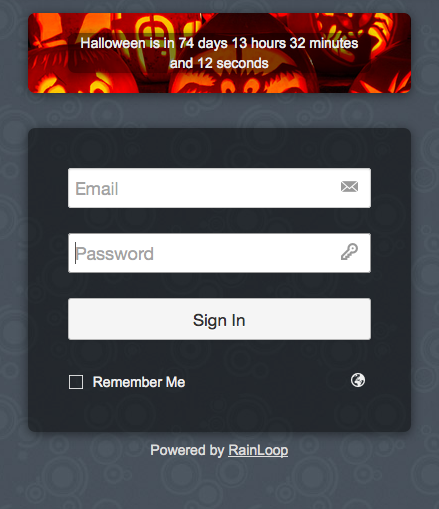 Halloween is in 74 days 13 hours 32 minutes
and 12 seconds
Email
Password
Sign In
Remember Me
Powered by RainLoop